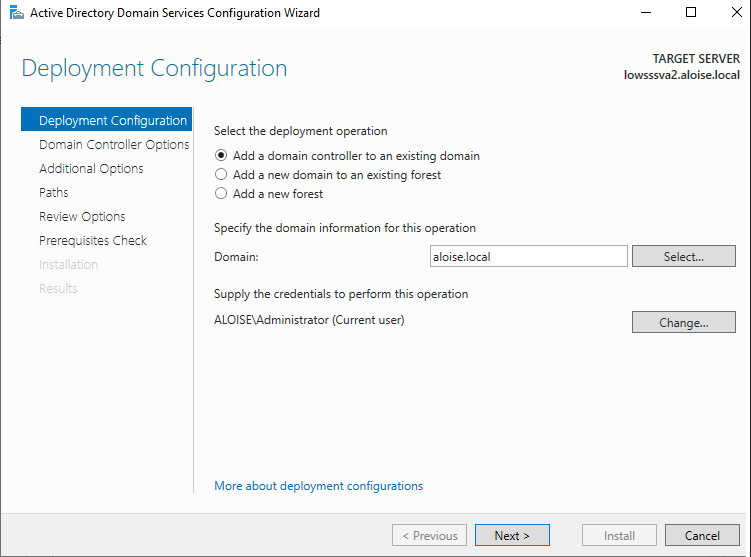 Active Directory Domain Services Configuration Wizard
Deployment Configuration
TARGET SERVER
lowsssva2.aloise.local
Deployment Configuration
Domain Controller Options
Additional Options
Paths
Review Options
Prerequisites Check
Installation
Results
Select the deployment operation
Add a domain controller to an existing domain
Add a new domain to an existing forest
Add a new forest
Specify the domain information for this operation
Domain:
aloise.local
Select...
Supply the credentials to perform this operation
ALOISE\Administrator (Current user)
Change...
More about deployment configurations
< Previous
Next >
Install
Cancel